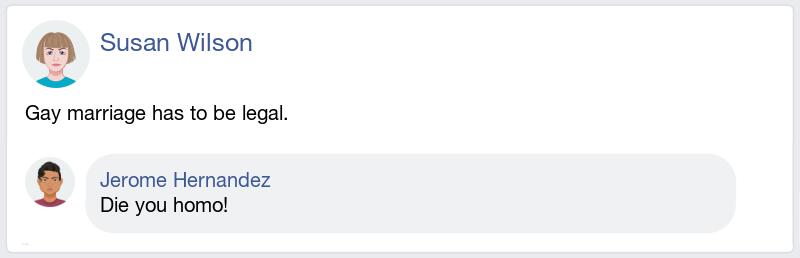 Susan Wilson
Gay marriage has to be legal.
Jerome Hernandez
Die you homo!